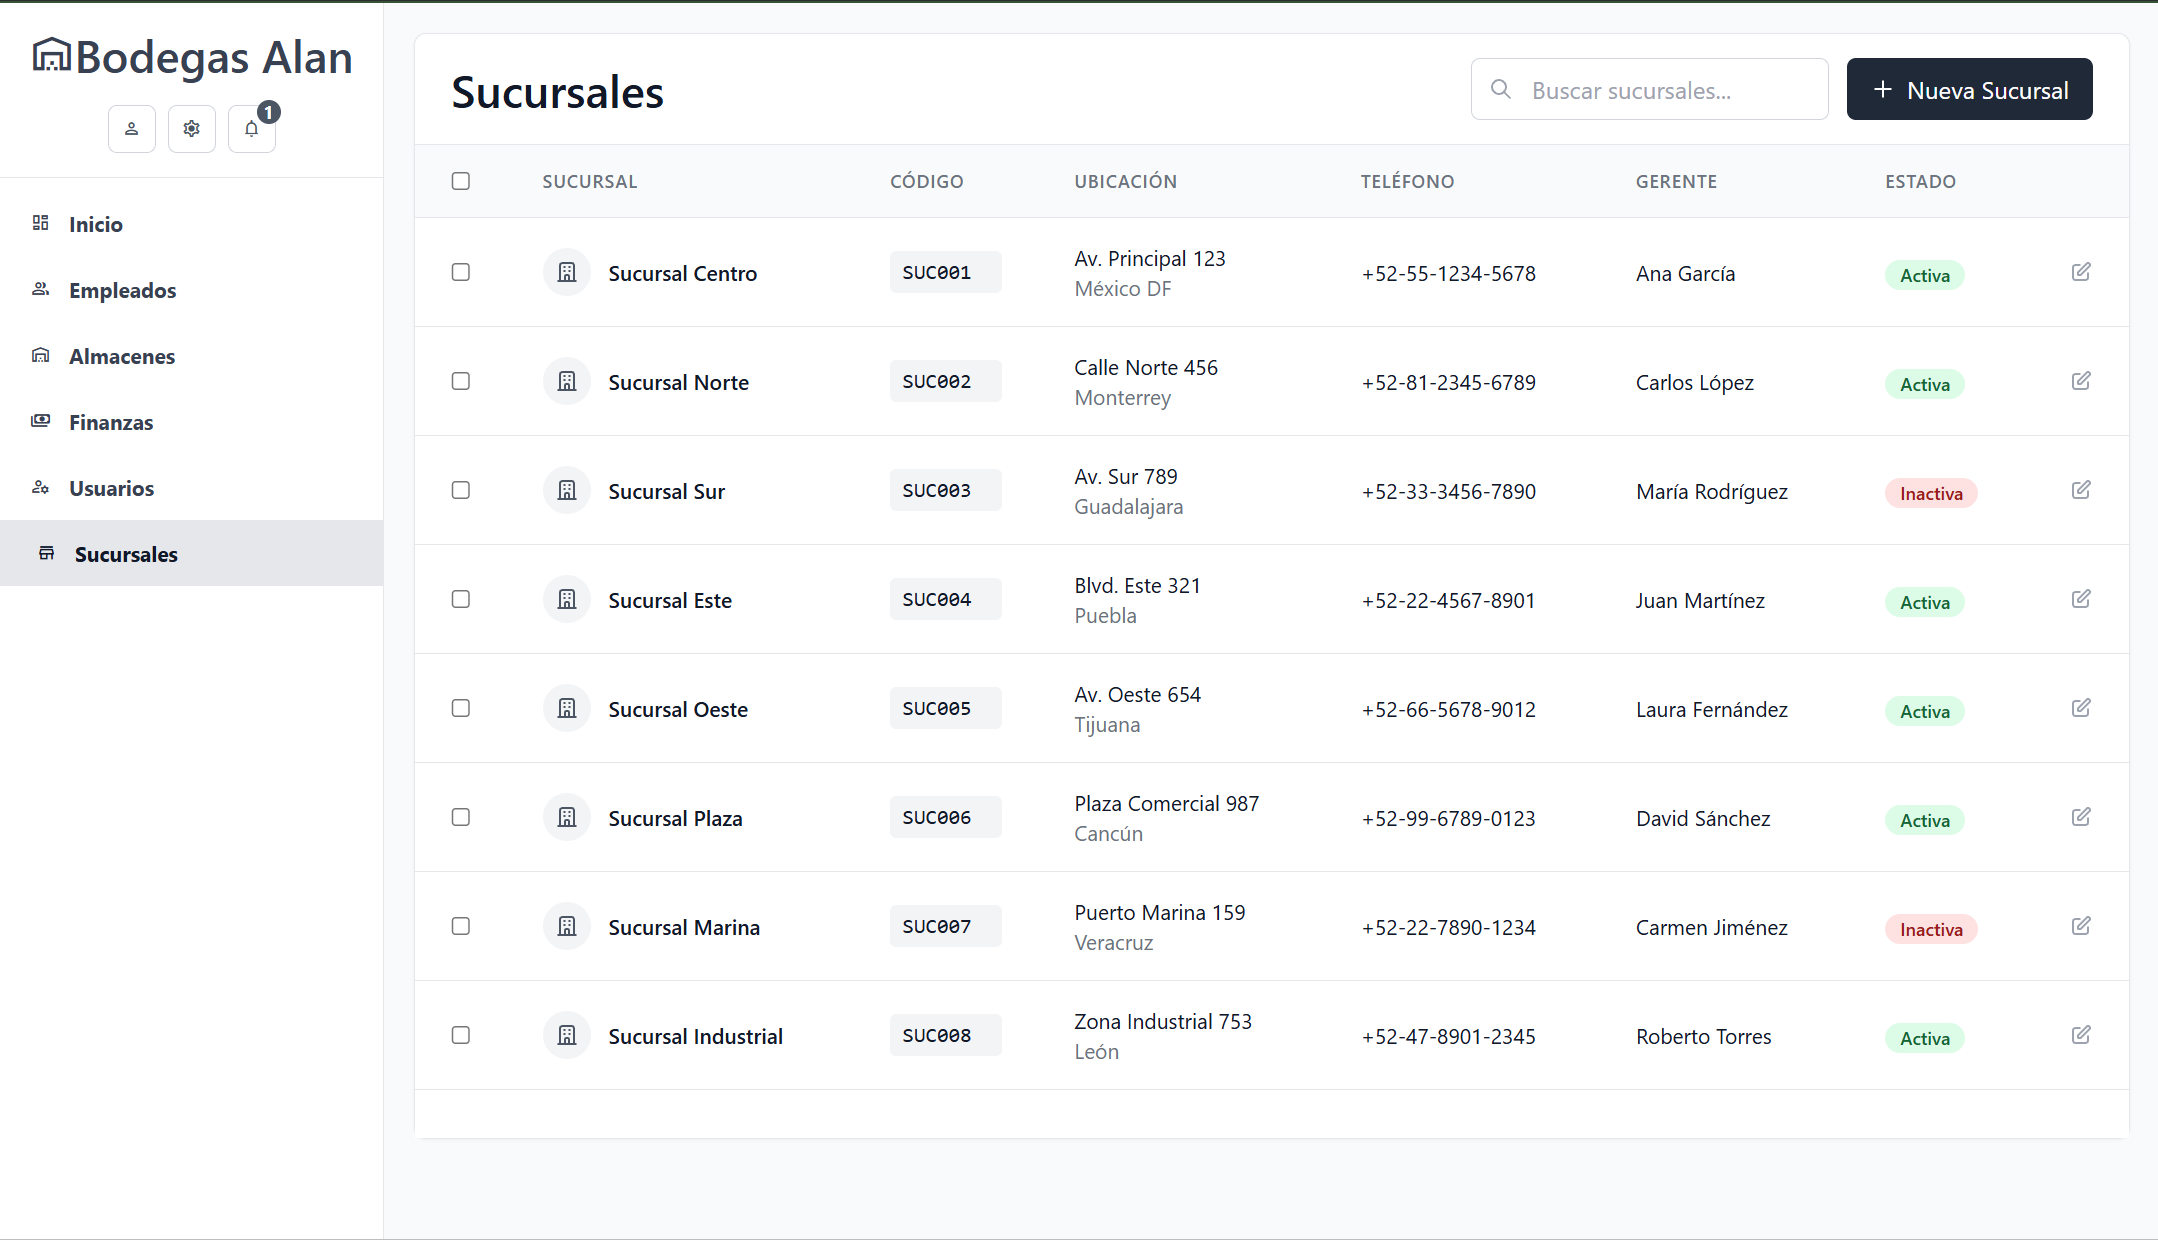 Bodegas Alan
1
Inicio
Empleados
Almacenes
Finanzas
Usuarios
Sucursales
Sucursales
Buscar sucursales...
+ Nueva Sucursal
SUCURSAL CÓDIGO UBICACIÓN TELÉFONO GERENTE ESTADO
Sucursal Centro SUC001 Av. Principal 123 +52-55-1234-5678 Ana García Activa
México DF
Sucursal Norte SUC002 Calle Norte 456 +52-81-2345-6789 Carlos López Activa
Monterrey
Sucursal Sur SUC003 Av. Sur 789 +52-33-3456-7890 María Rodríguez Inactiva
Guadalajara
Sucursal Este SUC004 Blvd. Este 321 +52-22-4567-8901 Juan Martínez Activa
Puebla
Sucursal Oeste SUC005 Av. Oeste 654 +52-66-5678-9012 Laura Fernández Activa
Tijuana
Sucursal Plaza SUC006 Plaza Comercial 987 +52-99-6789-0123 David Sánchez Activa
Cancún
Sucursal Marina SUC007 Puerto Marina 159 +52-22-7890-1234 Carmen Jiménez Inactiva
Veracruz
Sucursal Industrial SUC008 Zona Industrial 753 +52-47-8901-2345 Roberto Torres Activa
León